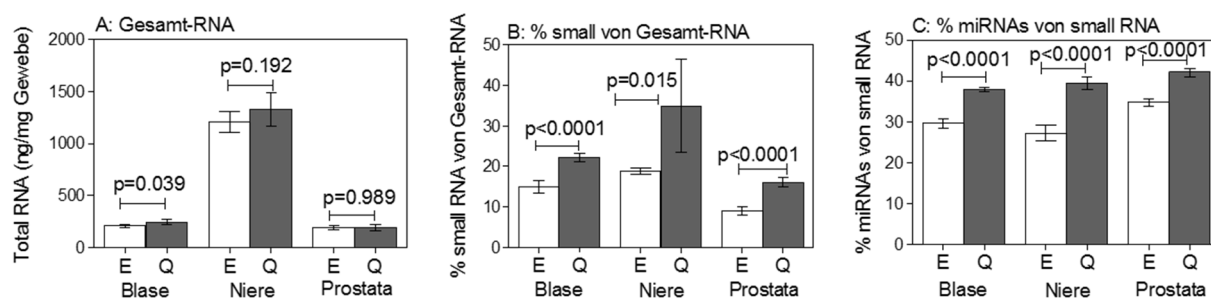 A: Gesamt-RNA
Total RNA (ng/mg Gewebe)
2000
1500
1000
500
0
p=0.039
p=0.192
p=0.989
E Q E Q E Q
Blase Niere Prostata
B: % small von Gesamt-RNA
% small RNA von Gesamt-RNA
50
40
30
20
10
0
p<0.0001
p=0.015
p<0.0001
E Q E Q E Q
Blase Niere Prostata
C: % miRNAs von small RNA
% miRNAs von small RNA
50
40
30
20
10
0
p<0.0001
p<0.0001
p<0.0001
E Q E Q E Q
Blase Niere Prostata